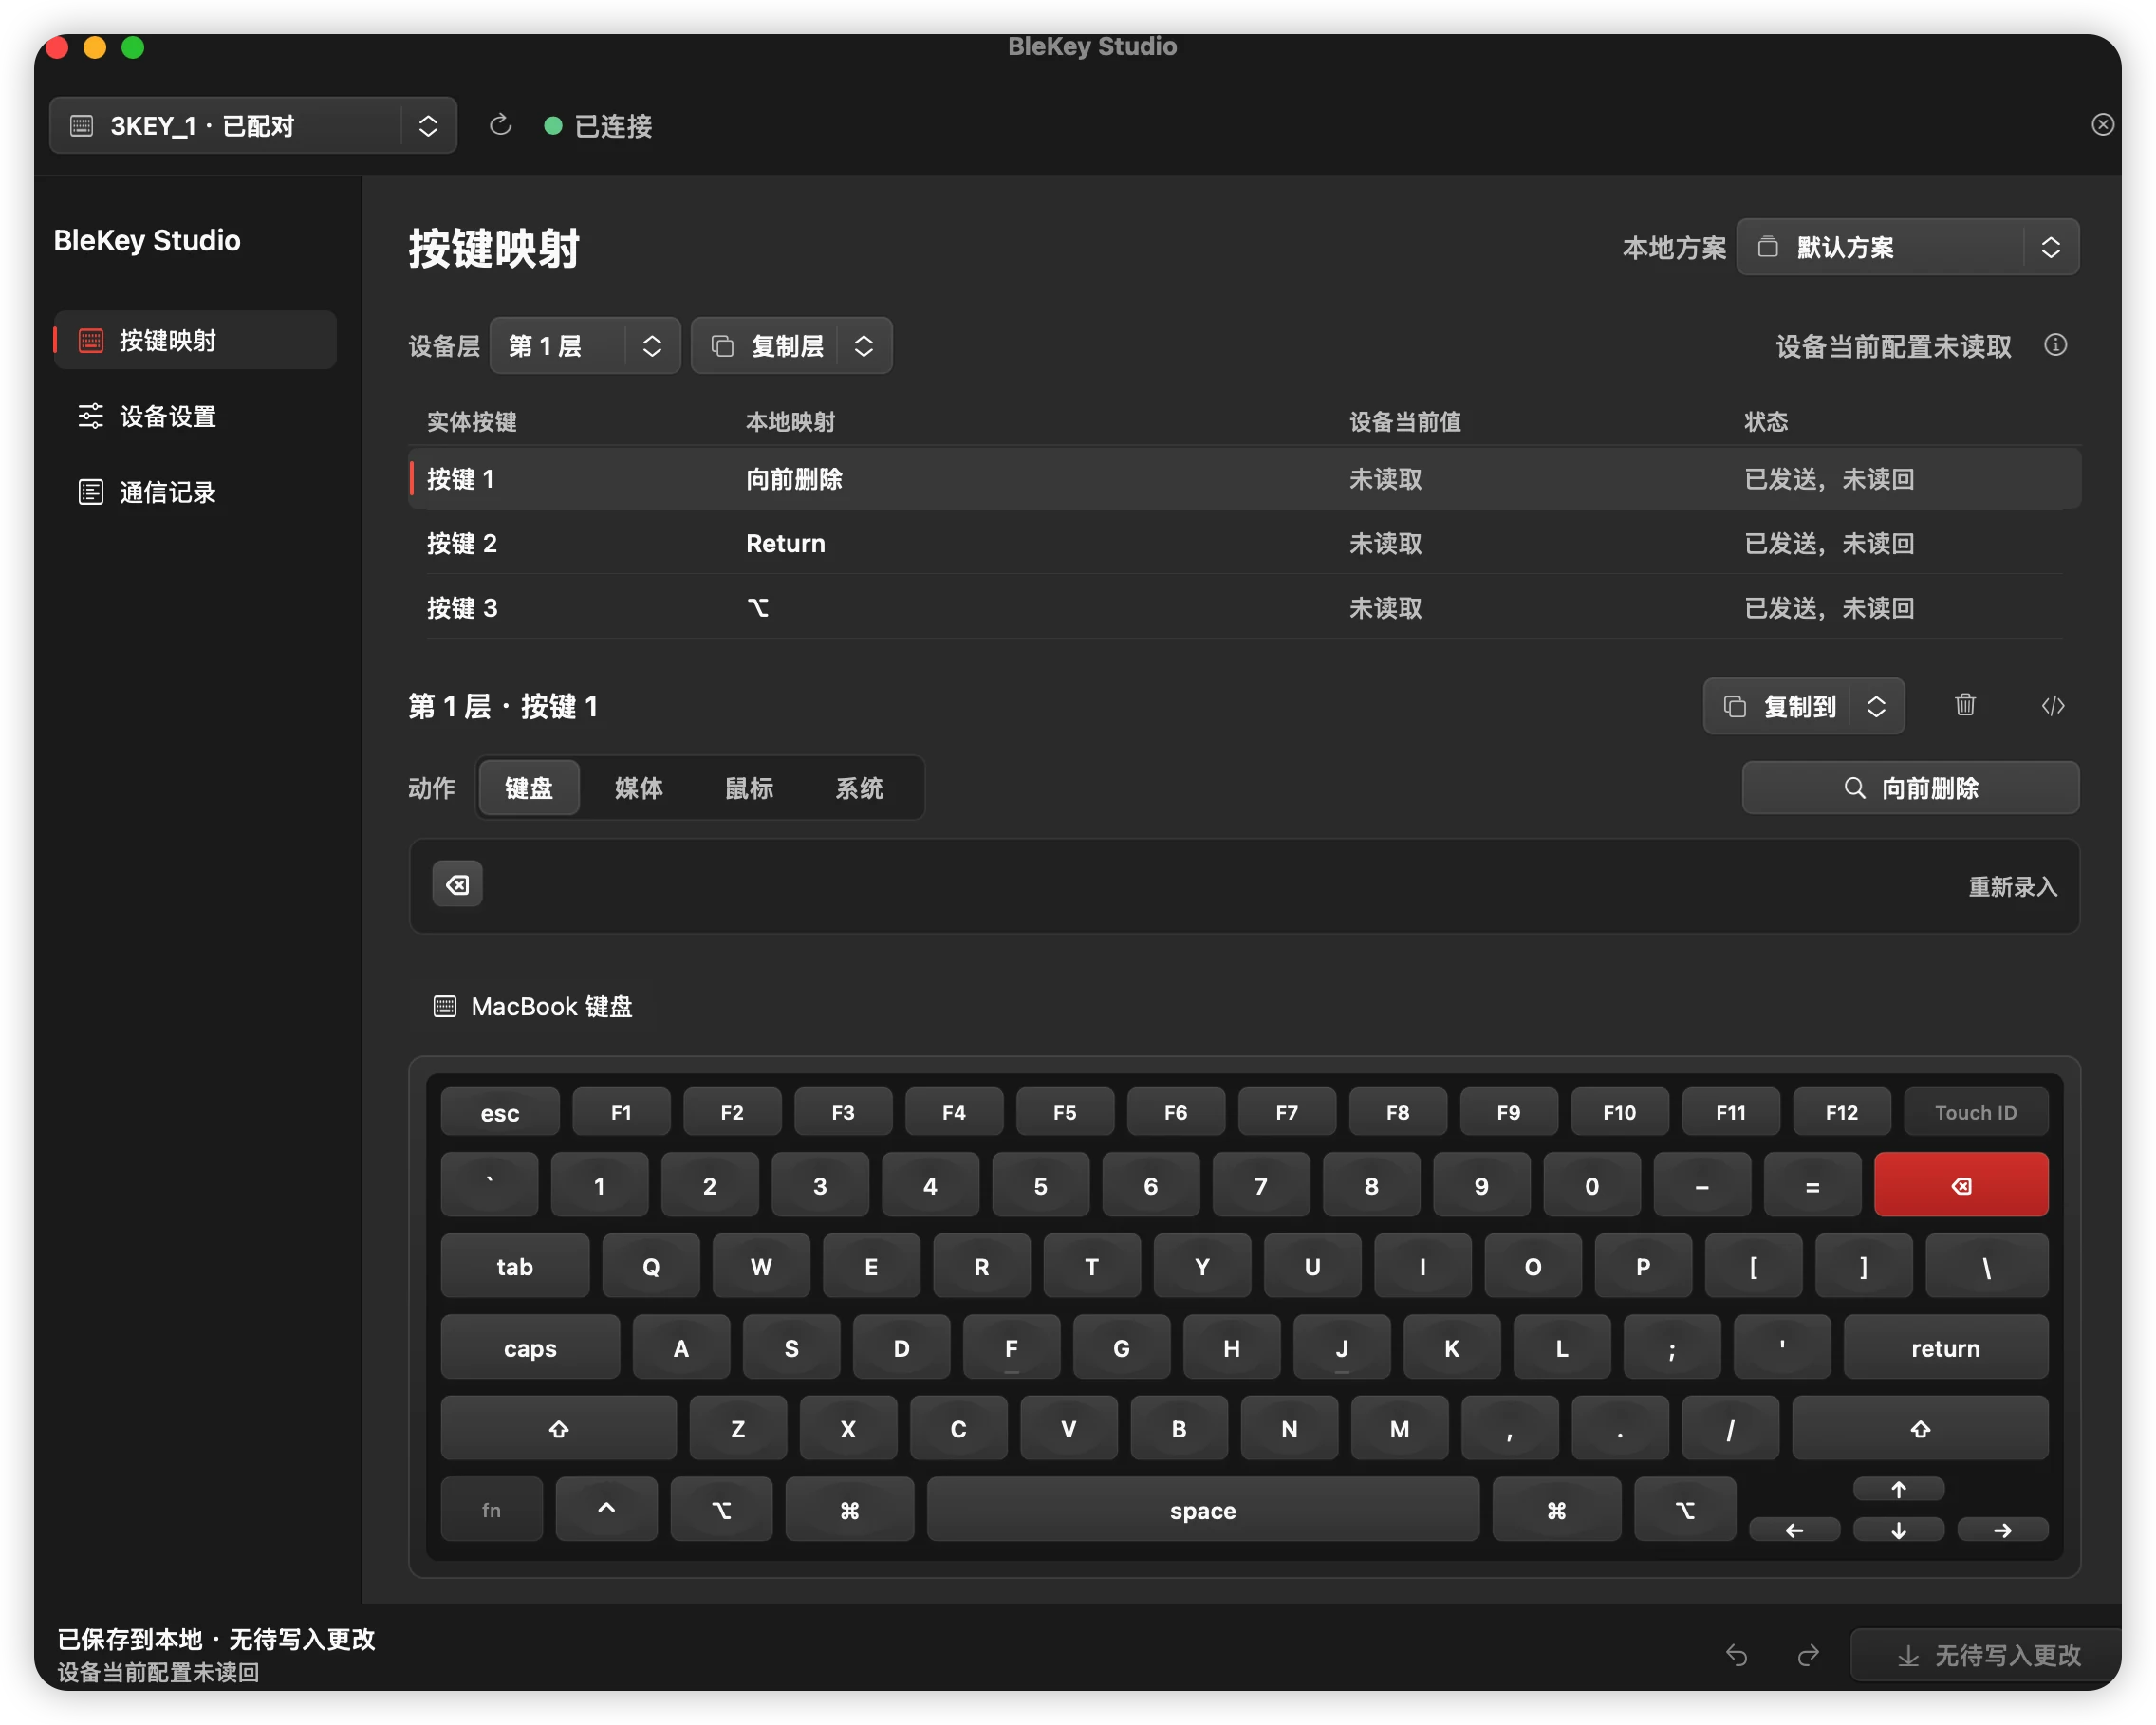 BleKey Studio
3KEY_1 · 已配对
已连接
BleKey Studio
按键映射
设备设置
通信记录
按键映射
本地方案
默认方案
设备层
第 1 层
复制层
设备当前配置未读取
实体按键 本地映射 设备当前值 状态
按键 1 向前删除 未读取 已发送，未读回
按键 2 Return 未读取 已发送，未读回
按键 3 ⌥ 未读取 已发送，未读回
第 1 层 · 按键 1
复制到
</>
动作
键盘 媒体 鼠标 系统
向前删除
⌫
重新录入
MacBook 键盘
esc F1 F2 F3 F4 F5 F6 F7 F8 F9 F10 F11 F12 Touch ID
` 1 2 3 4 5 6 7 8 9 0 – = ⌫
tab Q W E R T Y U I O P [ ] \
caps A S D F G H J K L ; ' return
⇧ Z X C V B N M , . / ⇧
fn ^ ⌥ ⌘ space ⌘ ⌥ ← ↑ ↓ →
已保存到本地 · 无待写入更改
设备当前配置未读回
无待写入更改